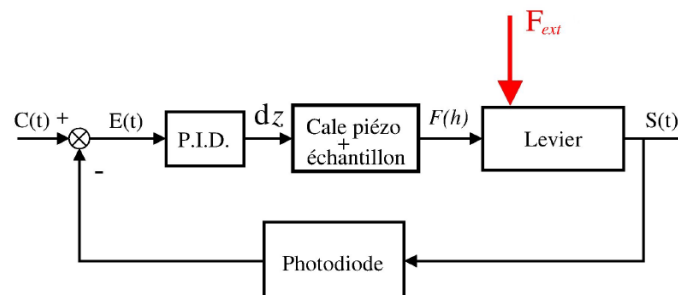 F_ext
C(t) + E(t) P.I.D. dz Cale piézo
+
échantillon F(h) Levier S(t)
-
Photodiode